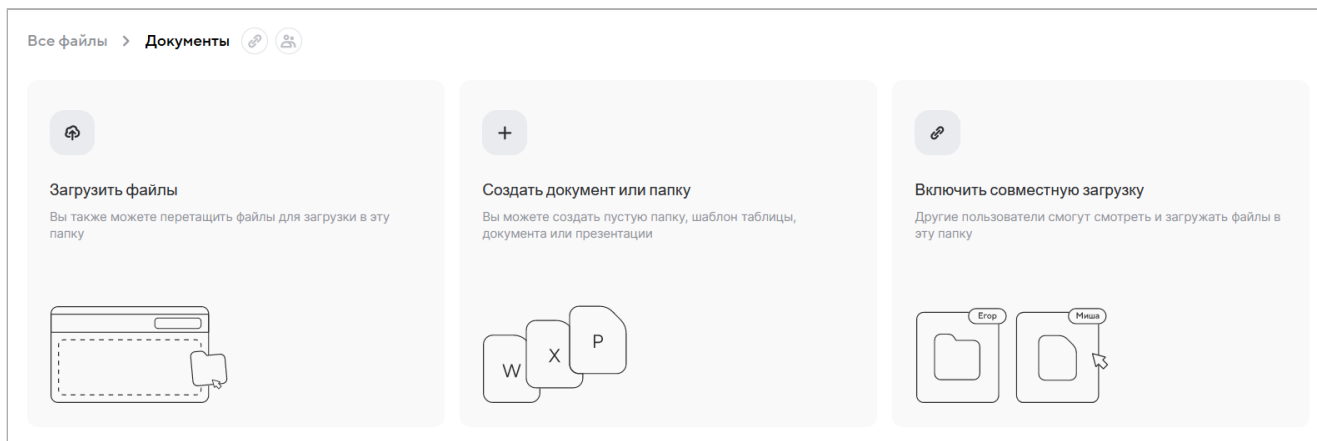 Все файлы > Документы
Загрузить файлы
Вы также можете перетащить файлы для загрузки в эту
папку
Создать документ или папку
Вы можете создать пустую папку, шаблон таблицы,
документа или презентации
W
X
P
Включить совместную загрузку
Другие пользователи смогут смотреть и загружать файлы в
эту папку
Егор
Миша